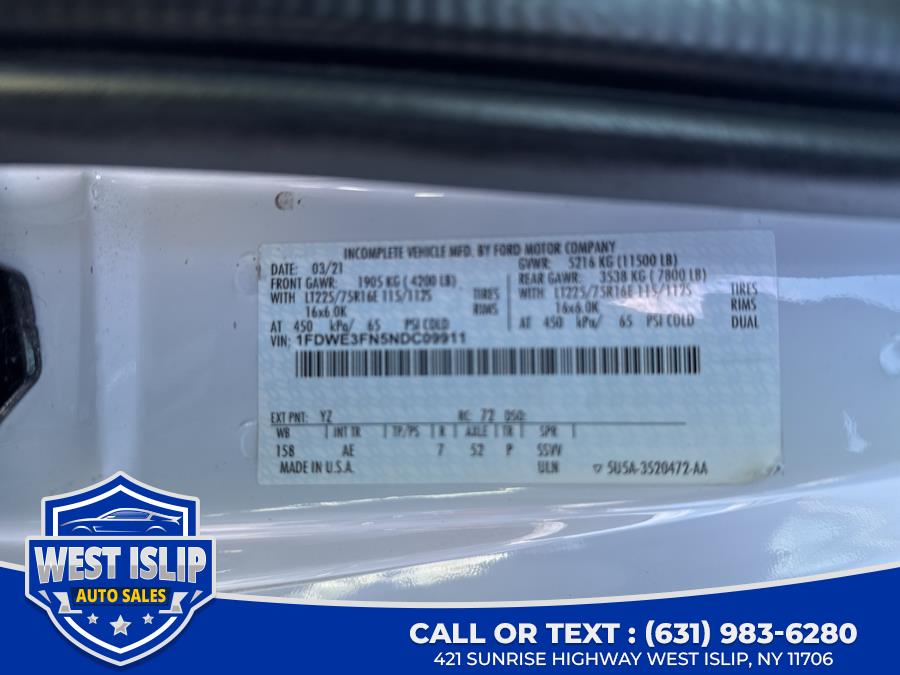 INCOMPLETE VEHICLE MFD. BY FORD MOTOR COMPANY
DATE: 03/21 GVWR: 5216 KG (11500 LB)
FRONT GAWR: 1905 KG ( 4200 LB) REAR GAWR: 3538 KG ( 7800 LB)
WITH LT225/75R16E 115/112S TIRES WITH LT225/75R16E 115/112S TIRES
16x6.0K RIMS 16x6.0K RIMS
AT 450 kPa/ 65 PSI COLD AT 450 kPa/ 65 PSI COLD DUAL
VIN: 1FDWE3FN5NDC09911
EXT PNT: YZ RC: 72 DSO:
WB INT TR TP/PS R AXLE TR SPR
158 AE 7 52 P SSVV
MADE IN U.S.A. ULN 5U5A-3520472-AA
WEST ISLIP
AUTO SALES
CALL OR TEXT : (631) 983-6280
421 SUNRISE HIGHWAY WEST ISLIP, NY 11706